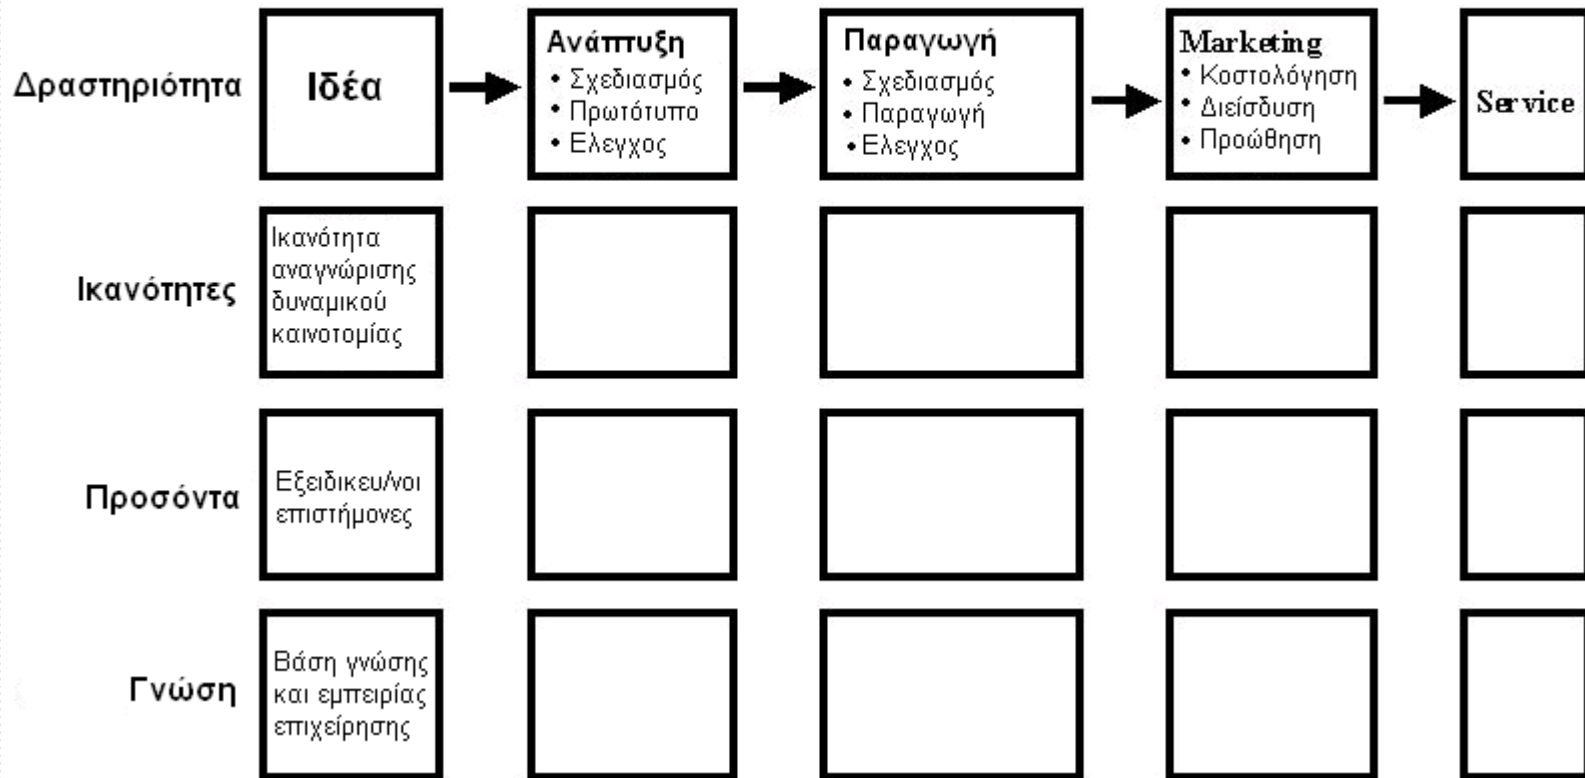 Δραστηριότητα
Ιδέα
Ανάπτυξη
• Σχεδιασμός
• Πρωτότυπο
• Ελεγχος
Παραγωγή
• Σχεδιασμός
• Παραγωγή
• Ελεγχος
Marketing
• Κοστολόγηση
• Διείσδυση
• Προώθηση
Service
Ικανότητες
Ικανότητα
αναγνώρισης
δυναμικού
καινοτομίας
Προσόντα
Εξειδικευ/νοι
επιστήμονες
Γνώση
Βάση γνώσης
και εμπειρίας
επιχείρησης